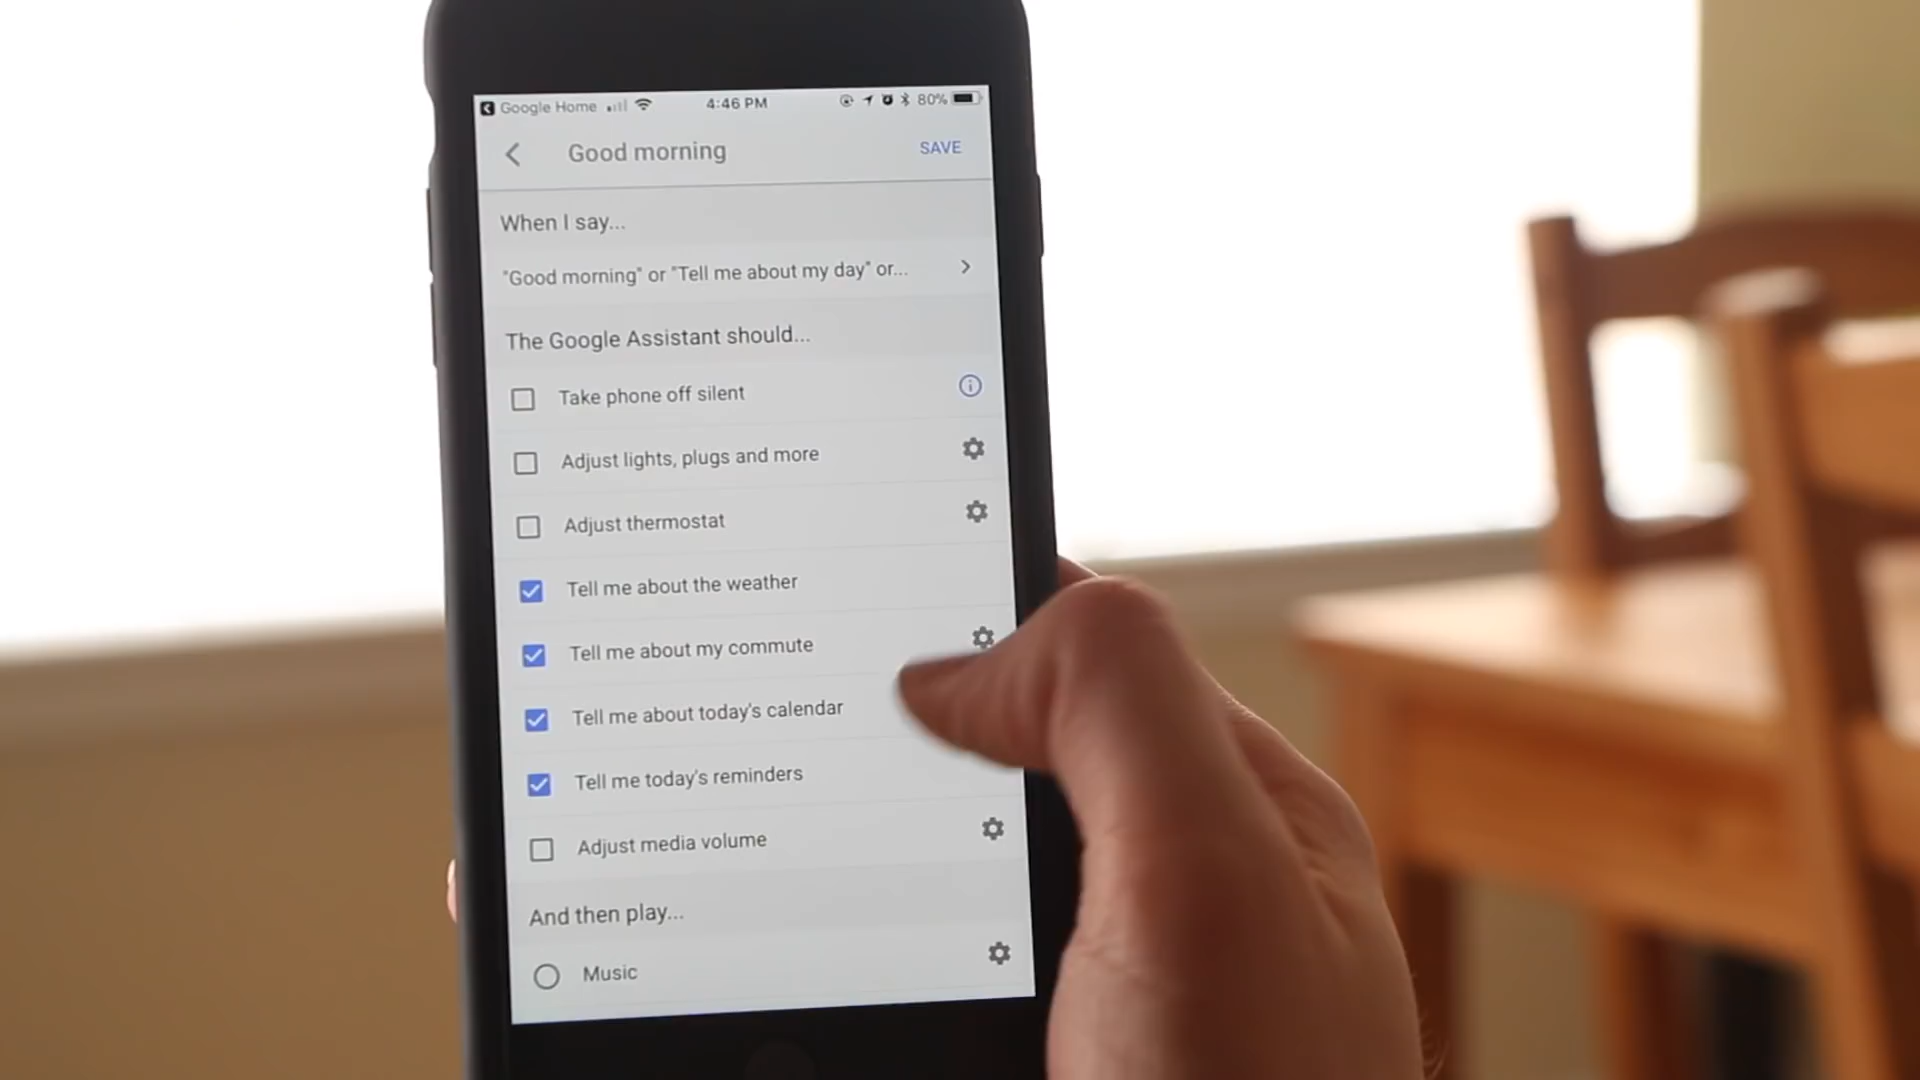 Google Home 4:46 PM 80%
Good morning SAVE
When I say...
"Good morning" or "Tell me about my day" or...
The Google Assistant should...
Take phone off silent
Adjust lights, plugs and more
Adjust thermostat
Tell me about the weather
Tell me about my commute
Tell me about today's calendar
Tell me today's reminders
Adjust media volume
And then play...
Music